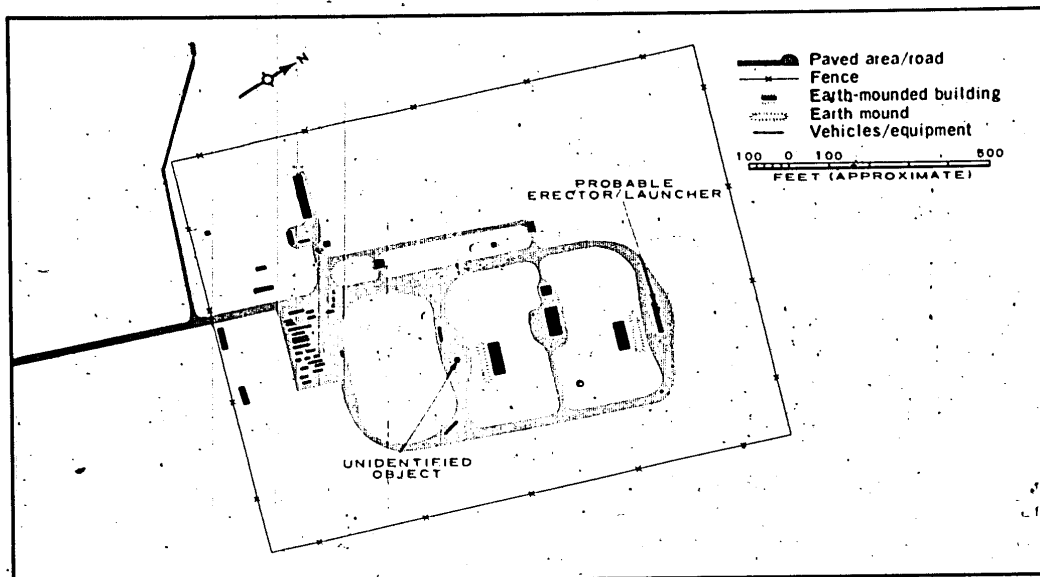 N
Paved area/road
Fence
Earth-mounded building
Earth mound
Vehicles/equipment
100 0 100 500
FEET (APPROXIMATE)
PROBABLE
ERECTOR/LAUNCHER
UNIDENTIFIED
OBJECT